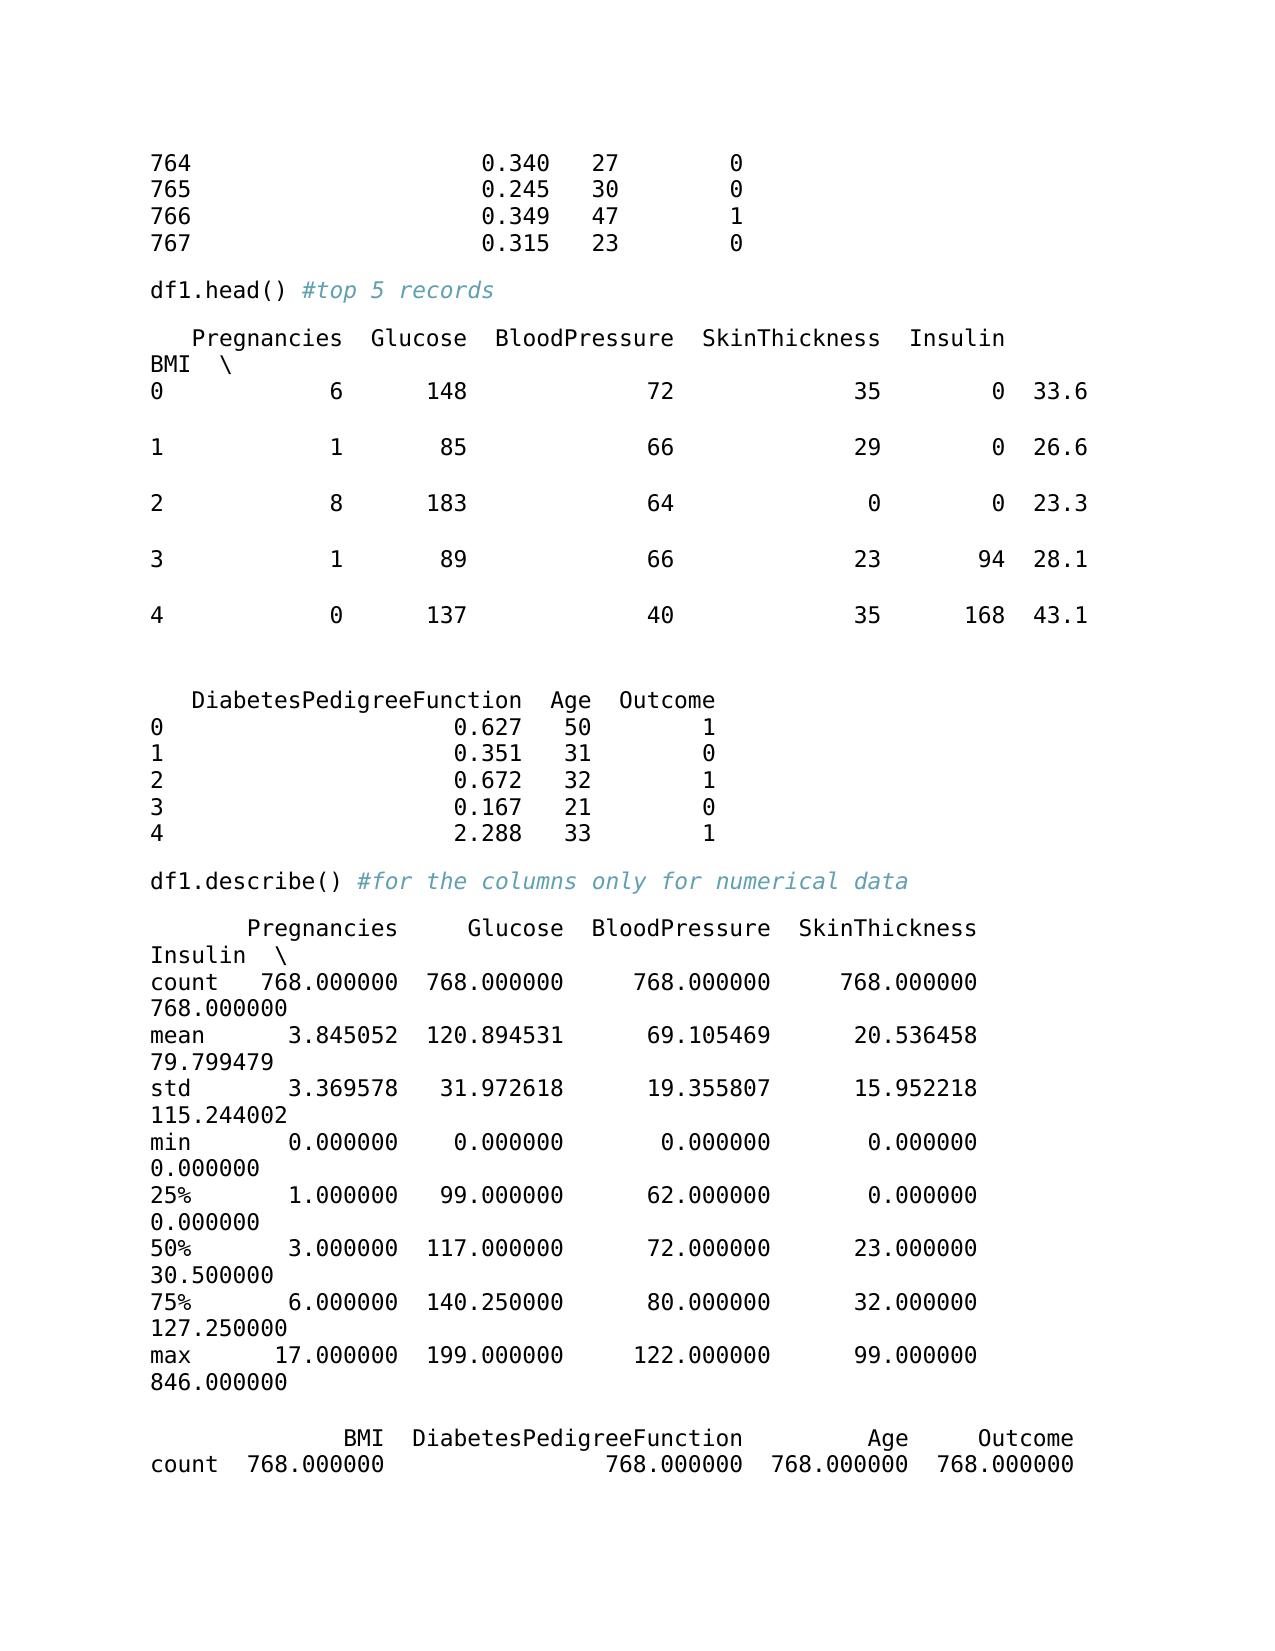 764                     0.340   27        0
765                     0.245   30        0
766                     0.349   47        1
767                     0.315   23        0
df1.head() #top 5 records
   Pregnancies  Glucose  BloodPressure  SkinThickness  Insulin
BMI  \
0            6      148             72             35        0  33.6
1            1       85             66             29        0  26.6
2            8      183             64              0        0  23.3
3            1       89             66             23       94  28.1
4            0      137             40             35      168  43.1
   DiabetesPedigreeFunction  Age  Outcome
0                     0.627   50        1
1                     0.351   31        0
2                     0.672   32        1
3                     0.167   21        0
4                     2.288   33        1
df1.describe() #for the columns only for numerical data
       Pregnancies     Glucose  BloodPressure  SkinThickness
Insulin  \
count   768.000000  768.000000     768.000000     768.000000
768.000000
mean      3.845052  120.894531      69.105469      20.536458
79.799479
std       3.369578   31.972618      19.355807      15.952218
115.244002
min       0.000000    0.000000       0.000000       0.000000
0.000000
25%       1.000000   99.000000      62.000000       0.000000
0.000000
50%       3.000000  117.000000      72.000000      23.000000
30.500000
75%       6.000000  140.250000      80.000000      32.000000
127.250000
max      17.000000  199.000000     122.000000      99.000000
846.000000
              BMI  DiabetesPedigreeFunction         Age     Outcome
count  768.000000                768.000000  768.000000  768.000000